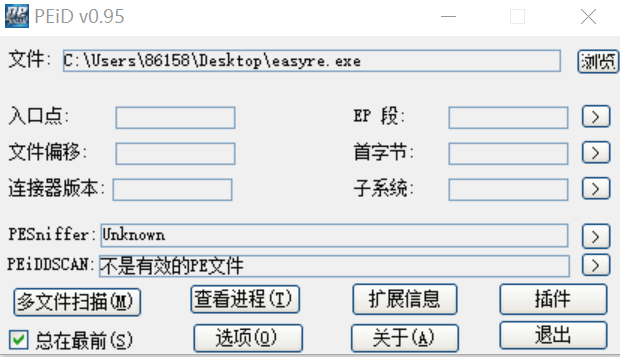 PEiD v0.95
文件: C:\Users\86158\Desktop\easyre.exe 浏览
入口点: EP 段: >
文件偏移: 首字节: >
连接器版本: 子系统: >
PESniffer: Unknown >
PEiDDSCAN: 不是有效的PE文件 >
多文件扫描(M) 查看进程(T) 扩展信息 插件
总在最前(S) 选项(O) 关于(A) 退出